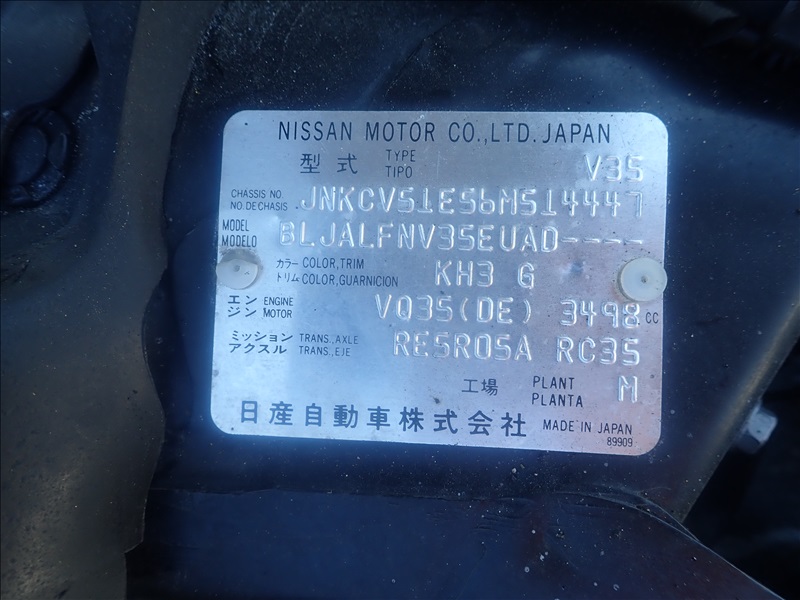 NISSAN MOTOR CO.,LTD.JAPAN
型式 TYPE TIPO V35
CHASSIS NO. NO.DE CHASIS JNKCV51E56M514447
MODEL MODELO BLJALFNV35EUAD----
カラー COLOR,TRIM トリム COLOR,GUARNICION KH3 G
エンジン ENGINE MOTOR VQ35(DE) 3498 CC
ミッション TRANS.,AXLE アクスル TRANS.,EJE RE5R05A RC35
工場 PLANT PLANTA M
日産自動車株式会社 MADE IN JAPAN
89909